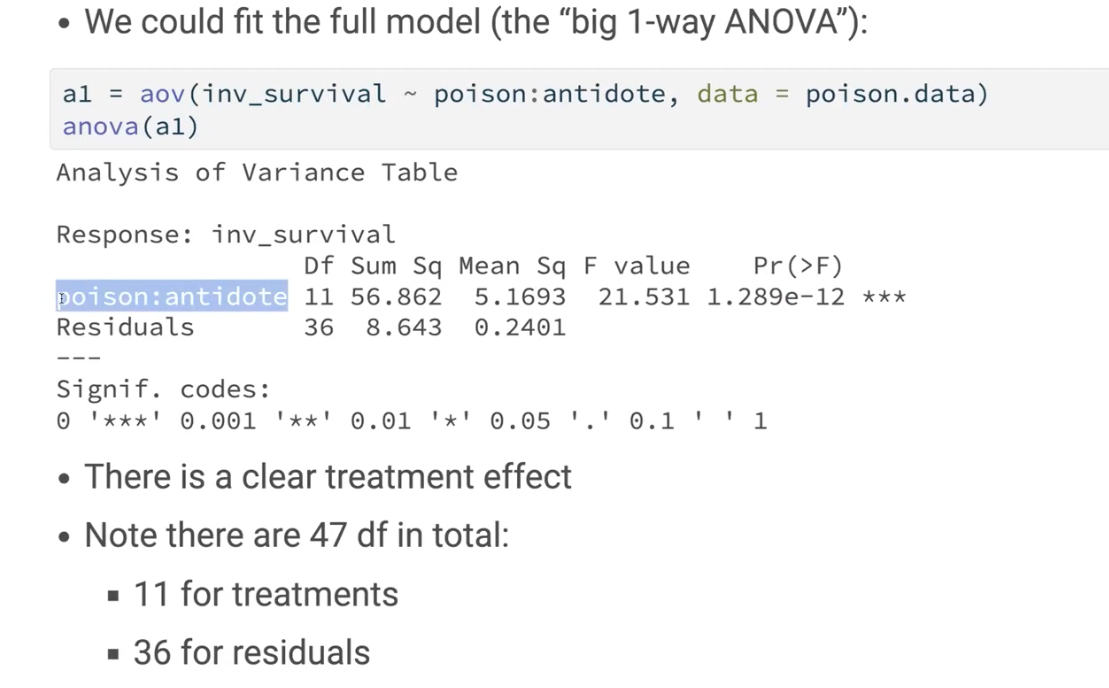 • We could fit the full model (the “big 1-way ANOVA”):
a1 = aov(inv_survival ~ poison:antidote, data = poison.data)
anova(a1)
Analysis of Variance Table
Response: inv_survival
                Df Sum Sq Mean Sq F value    Pr(>F)
poison:antidote 11 56.862  5.1693  21.531 1.289e-12 ***
Residuals       36  8.643  0.2401
---
Signif. codes:
0 '***' 0.001 '**' 0.01 '*' 0.05 '.' 0.1 ' ' 1
• There is a clear treatment effect
• Note there are 47 df in total:
▪ 11 for treatments
▪ 36 for residuals